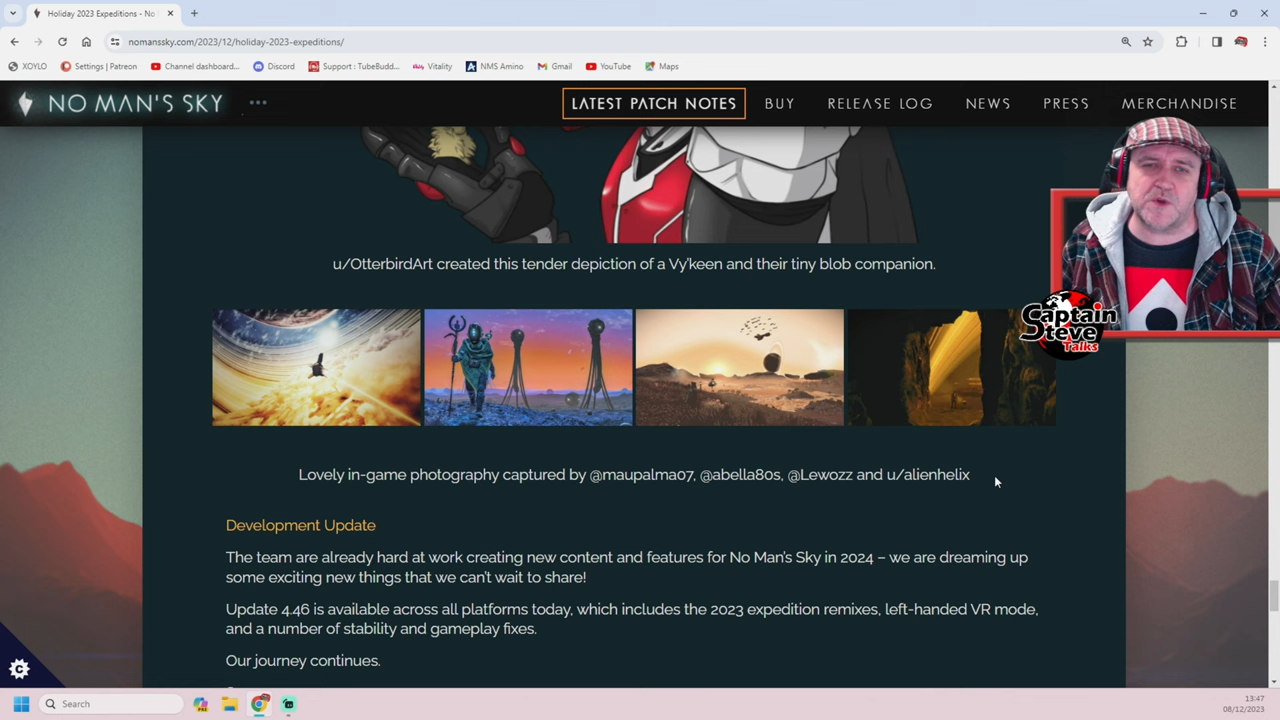 Holiday 2023 Expeditions - No
nomanssky.com/2023/12/holiday-2023-expeditions/
XOYLO
Settings | Patreon
Channel dashboard...
Discord
Support : TubeBudd...
Vitality
NMS Amino
Gmail
YouTube
Maps
NO MAN'S SKY
LATEST PATCH NOTES
BUY
RELEASE LOG
NEWS
PRESS
MERCHANDISE
u/OtterbirdArt created this tender depiction of a Vy'keen and their tiny blob companion.
Captain
Steve
Talks
Lovely in-game photography captured by @maupalma07, @abella80s, @Lewozz and u/alienhelix
Development Update
The team are already hard at work creating new content and features for No Man's Sky in 2024 – we are dreaming up
some exciting new things that we can't wait to share!
Update 4.46 is available across all platforms today, which includes the 2023 expedition remixes, left-handed VR mode,
and a number of stability and gameplay fixes.
Our journey continues.
Search
13:47
08/12/2023